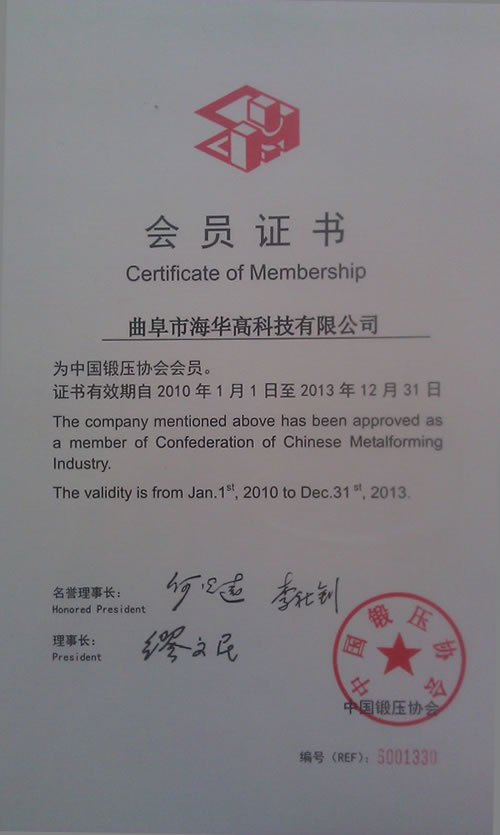 会员证书
Certificate of Membership
曲阜市海华高科技有限公司
为中国锻压协会会员。
证书有效期自 2010 年 1 月 1 日至 2013 年 12 月 31 日
The company mentioned above has been approved as
a member of Confederation of Chinese Metalforming
Industry.
The validity is from Jan.1st, 2010 to Dec.31st, 2013.
名誉理事长：
Honored President
理事长：
President
缪文民
中国锻压协会
中国锻压协会
编号（REF）：S001330